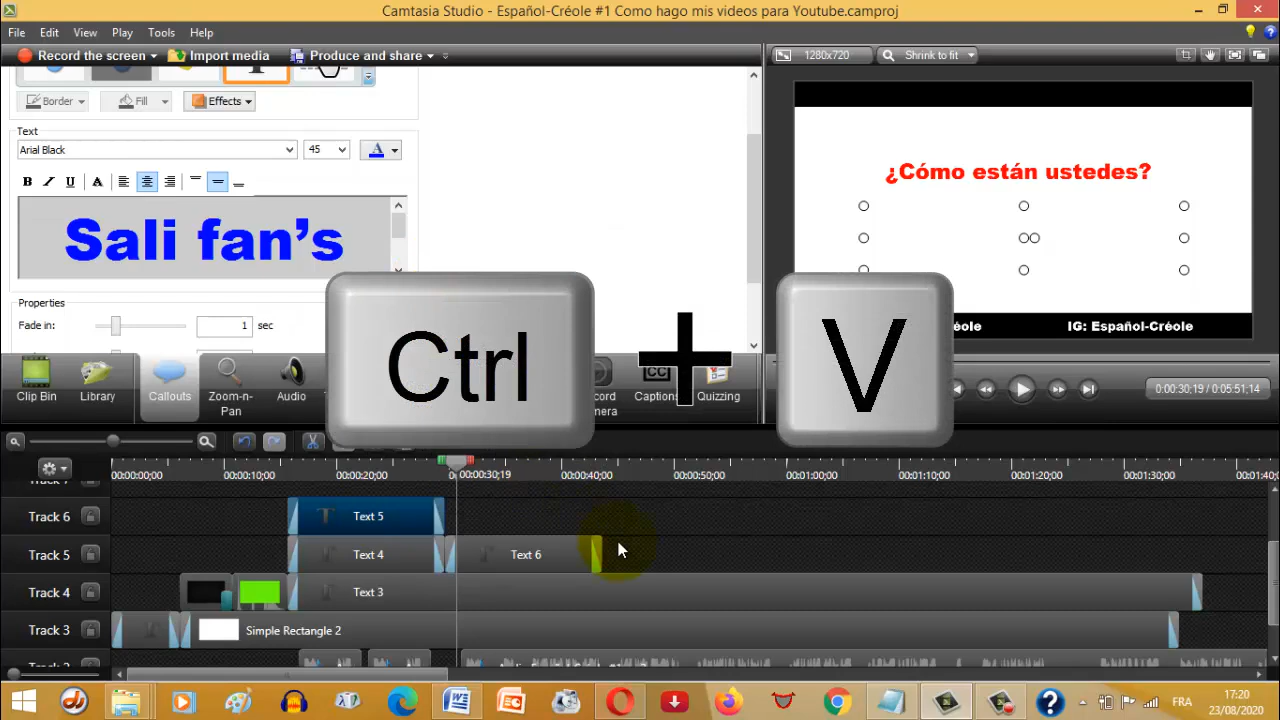 Camtasia Studio - Español-Créole #1 Como hago mis videos para Youtube.camproj
File Edit View Play Tools Help
Record the screen Import media Produce and share
1280x720 Shrink to fit
Border Fill Effects
Text
Arial Black 45
B I U A
Sali fan’s
Properties
Fade in: 1 sec
¿Cómo están ustedes?
IG: Español-Créole
Ctrl + V
Clip Bin Library Callouts Zoom-n-Pan Audio Captions Quizzing
0:00:30;19 / 0:05:51;14
00:00:00;00 00:00:10;00 00:00:20;00 00:00:30;19 00:00:40;00 00:00:50;00 00:01:00;00 00:01:10;00 00:01:20;00 00:01:30;00
Track 6 Text 5
Track 5 Text 4 Text 6
Track 4 Text 3
Track 3 Simple Rectangle 2
FR
17:20
23/08/2020